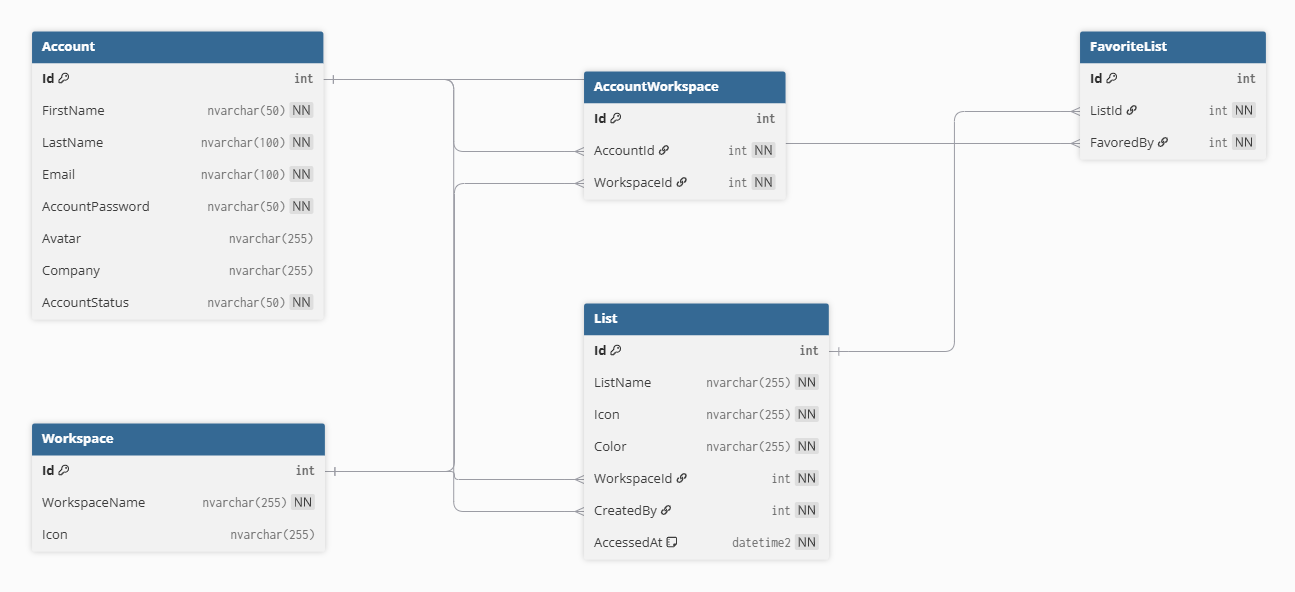 Account
Id int
FirstName nvarchar(50) NN
LastName nvarchar(100) NN
Email nvarchar(100) NN
AccountPassword nvarchar(50) NN
Avatar nvarchar(255)
Company nvarchar(255)
AccountStatus nvarchar(50) NN
AccountWorkspace
Id int
AccountId int NN
WorkspaceId int NN
FavoriteList
Id int
ListId int NN
FavoredBy int NN
Workspace
Id int
WorkspaceName nvarchar(255) NN
Icon nvarchar(255)
List
Id int
ListName nvarchar(255) NN
Icon nvarchar(255) NN
Color nvarchar(255) NN
WorkspaceId int NN
CreatedBy int NN
AccessedAt datetime2 NN